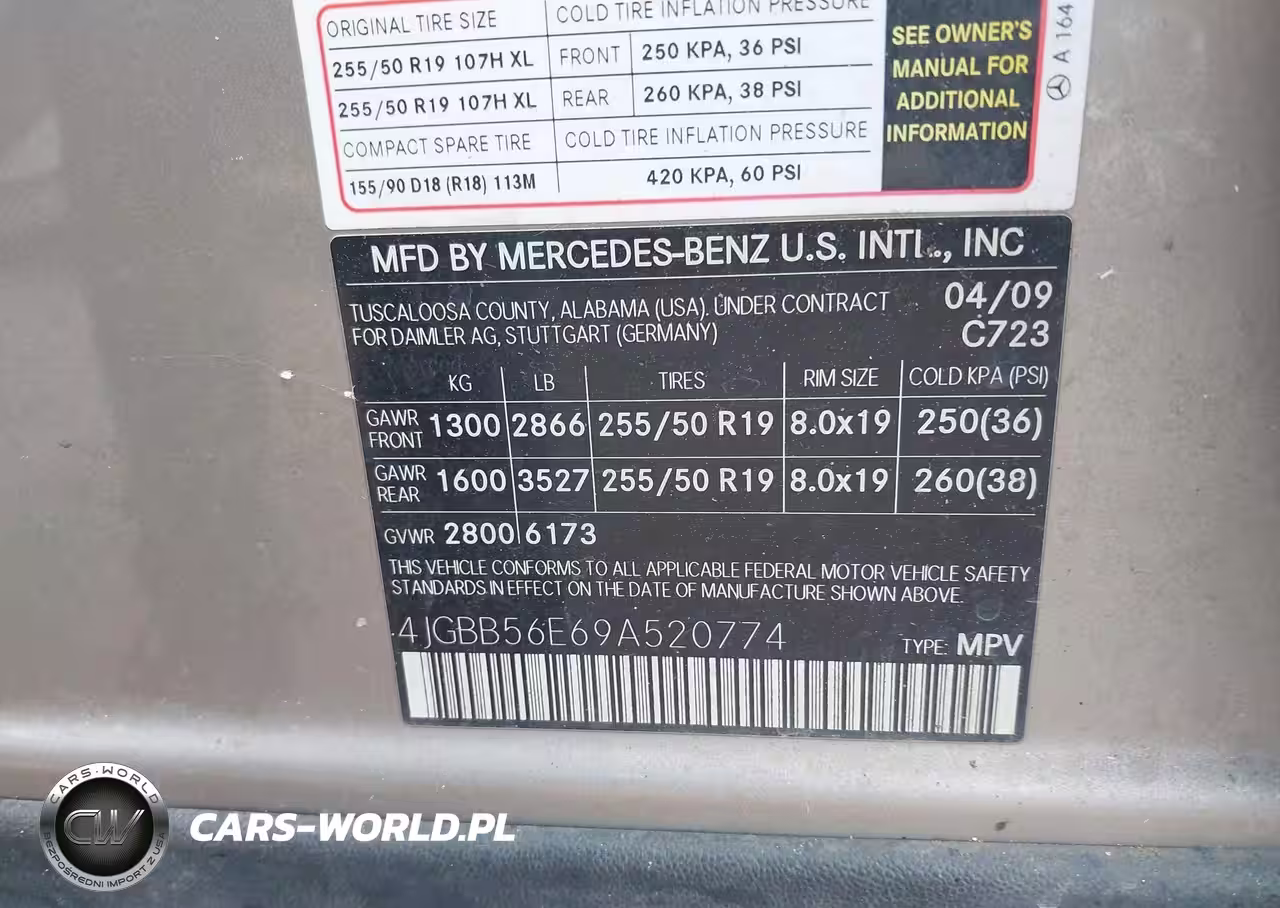 ORIGINAL TIRE SIZE COLD TIRE INFLATION PRESSURE
255/50 R19 107H XL FRONT 250 KPA, 36 PSI
255/50 R19 107H XL REAR 260 KPA, 38 PSI
COMPACT SPARE TIRE COLD TIRE INFLATION PRESSURE
155/90 D18 (R18) 113M 420 KPA, 60 PSI
SEE OWNER'S
MANUAL FOR
ADDITIONAL
INFORMATION
A 164
MFD BY MERCEDES-BENZ U.S. INTL., INC
TUSCALOOSA COUNTY, ALABAMA (USA). UNDER CONTRACT 04/09
FOR DAIMLER AG, STUTTGART (GERMANY) C723
KG LB TIRES RIM SIZE COLD KPA (PSI)
GAWR FRONT 1300 2866 255/50 R19 8.0x19 250(36)
GAWR REAR 1600 3527 255/50 R19 8.0x19 260(38)
GVWR 2800 6173
THIS VEHICLE CONFORMS TO ALL APPLICABLE FEDERAL MOTOR VEHICLE SAFETY
STANDARDS IN EFFECT ON THE DATE OF MANUFACTURE SHOWN ABOVE.
4JGBB56E69A520774 TYPE: MPV
CARS-WORLD
CW
BEZPOŚREDNI IMPORT Z USA
CARS-WORLD.PL